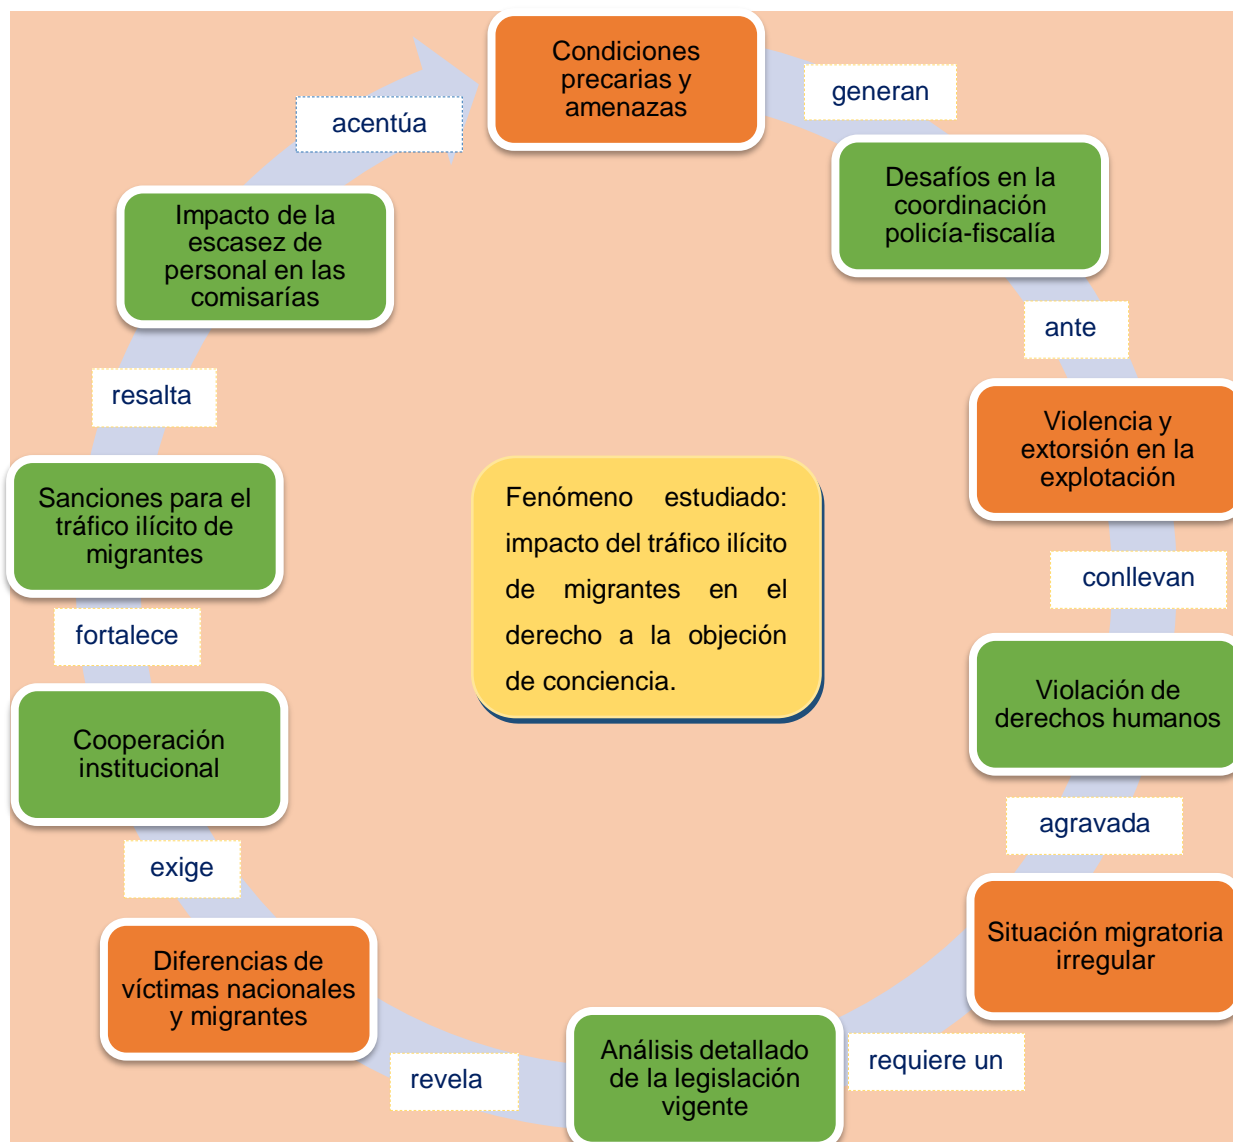 Condiciones
precarias y
amenazas
generan
Desafíos en la
coordinación
policía-fiscalía
ante
Violencia y
extorsión en la
explotación
conllevan
Violación de
derechos humanos
agravada
Situación migratoria
irregular
requiere un
Análisis detallado
de la legislación
vigente
revela
Diferencias de
víctimas nacionales
y migrantes
exige
Cooperación
institucional
fortalece
Sanciones para el
tráfico ilícito de
migrantes
resalta
Impacto de la
escasez de
personal en las
comisarías
acentúa
Fenómeno estudiado:
impacto del tráfico ilícito
de migrantes en el
derecho a la objeción
de conciencia.